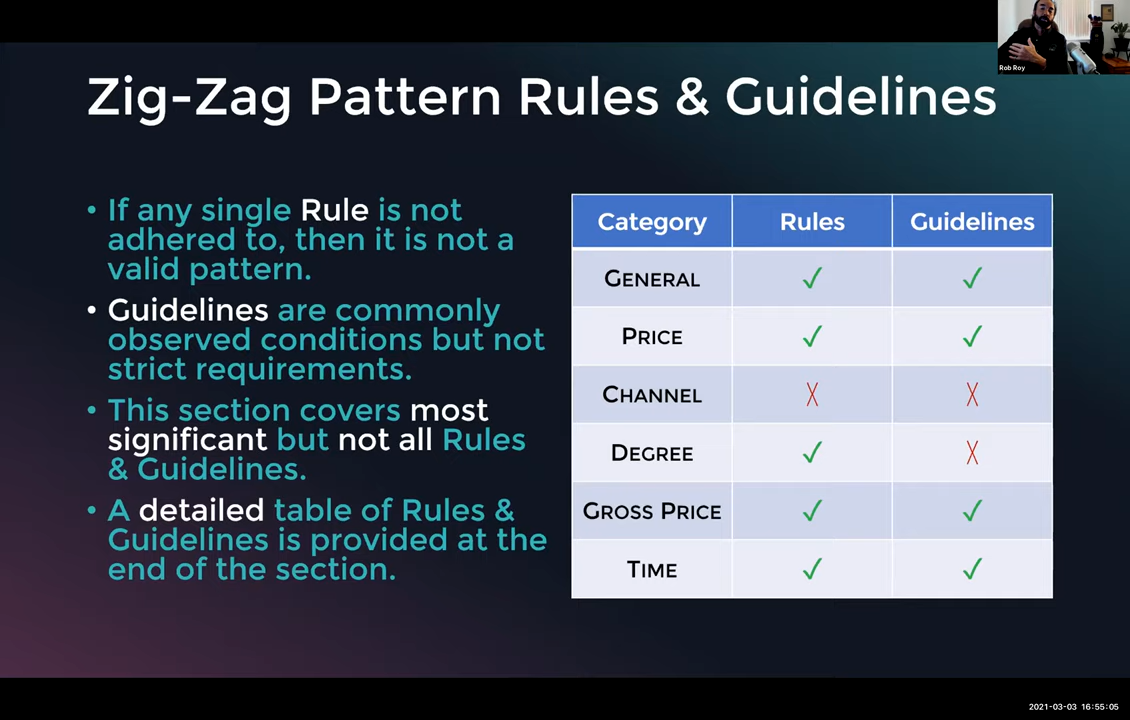 Rob Roy
Zig-Zag Pattern Rules & Guidelines
• If any single Rule is not
adhered to, then it is not a
valid pattern.
• Guidelines are commonly
observed conditions but not
strict requirements.
• This section covers most
significant but not all Rules
& Guidelines.
• A detailed table of Rules &
Guidelines is provided at the
end of the section.
Category Rules Guidelines
GENERAL ✓ ✓
PRICE ✓ ✓
CHANNEL X X
DEGREE ✓ X
GROSS PRICE ✓ ✓
TIME ✓ ✓
2021-03-03 16:55:05